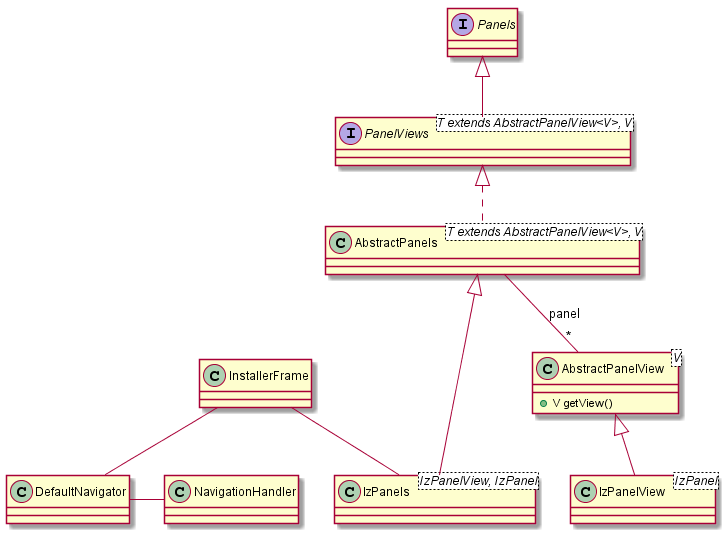 I Panels
T extends AbstractPanelView<V>, V
I PanelViews
T extends AbstractPanelView<V>, V
C AbstractPanels
panel
*
V
C AbstractPanelView
V getView()
C InstallerFrame
C DefaultNavigator
C NavigationHandler
IzPanelView, IzPanel
C IzPanels
IzPanel
C IzPanelView